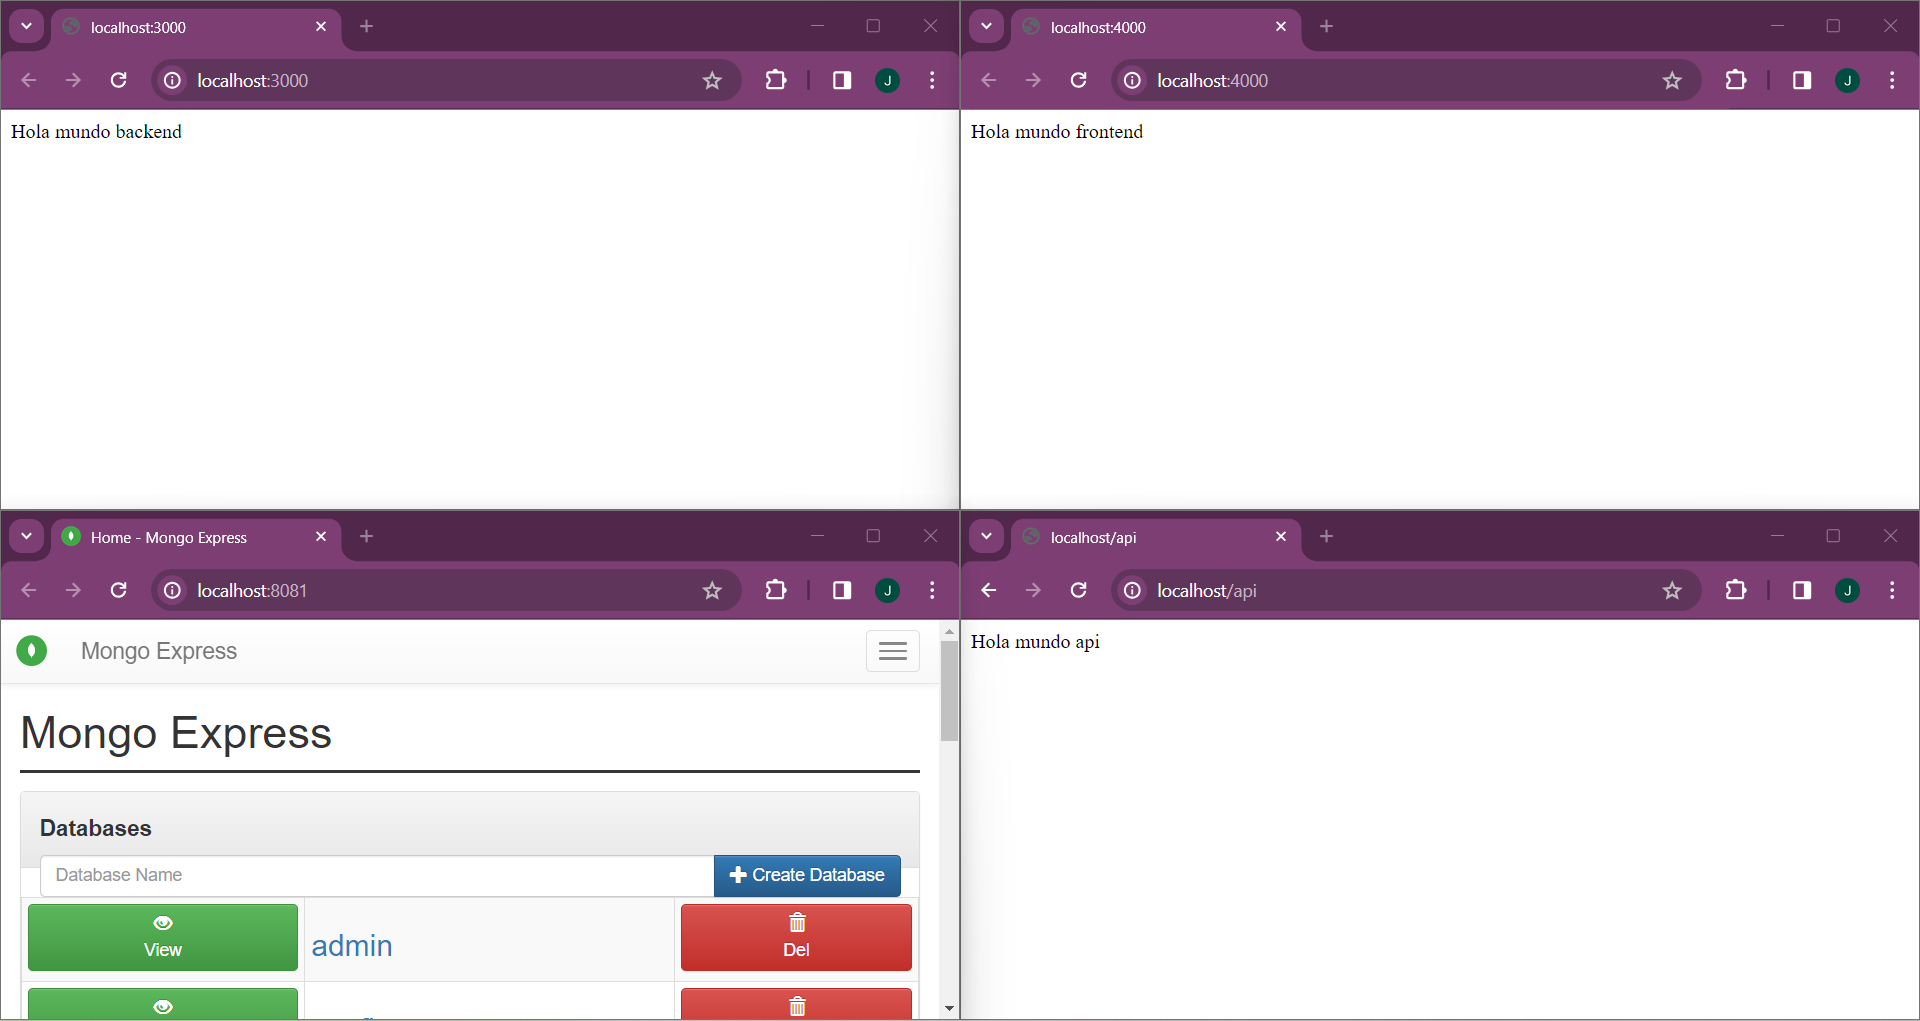 localhost:3000
localhost:3000
J
Hola mundo backend
localhost:4000
localhost:4000
J
Hola mundo frontend
Home - Mongo Express
localhost:8081
J
Mongo Express
Mongo Express
Databases
Database Name
Create Database
View
admin
Del
localhost/api
localhost/api
J
Hola mundo api